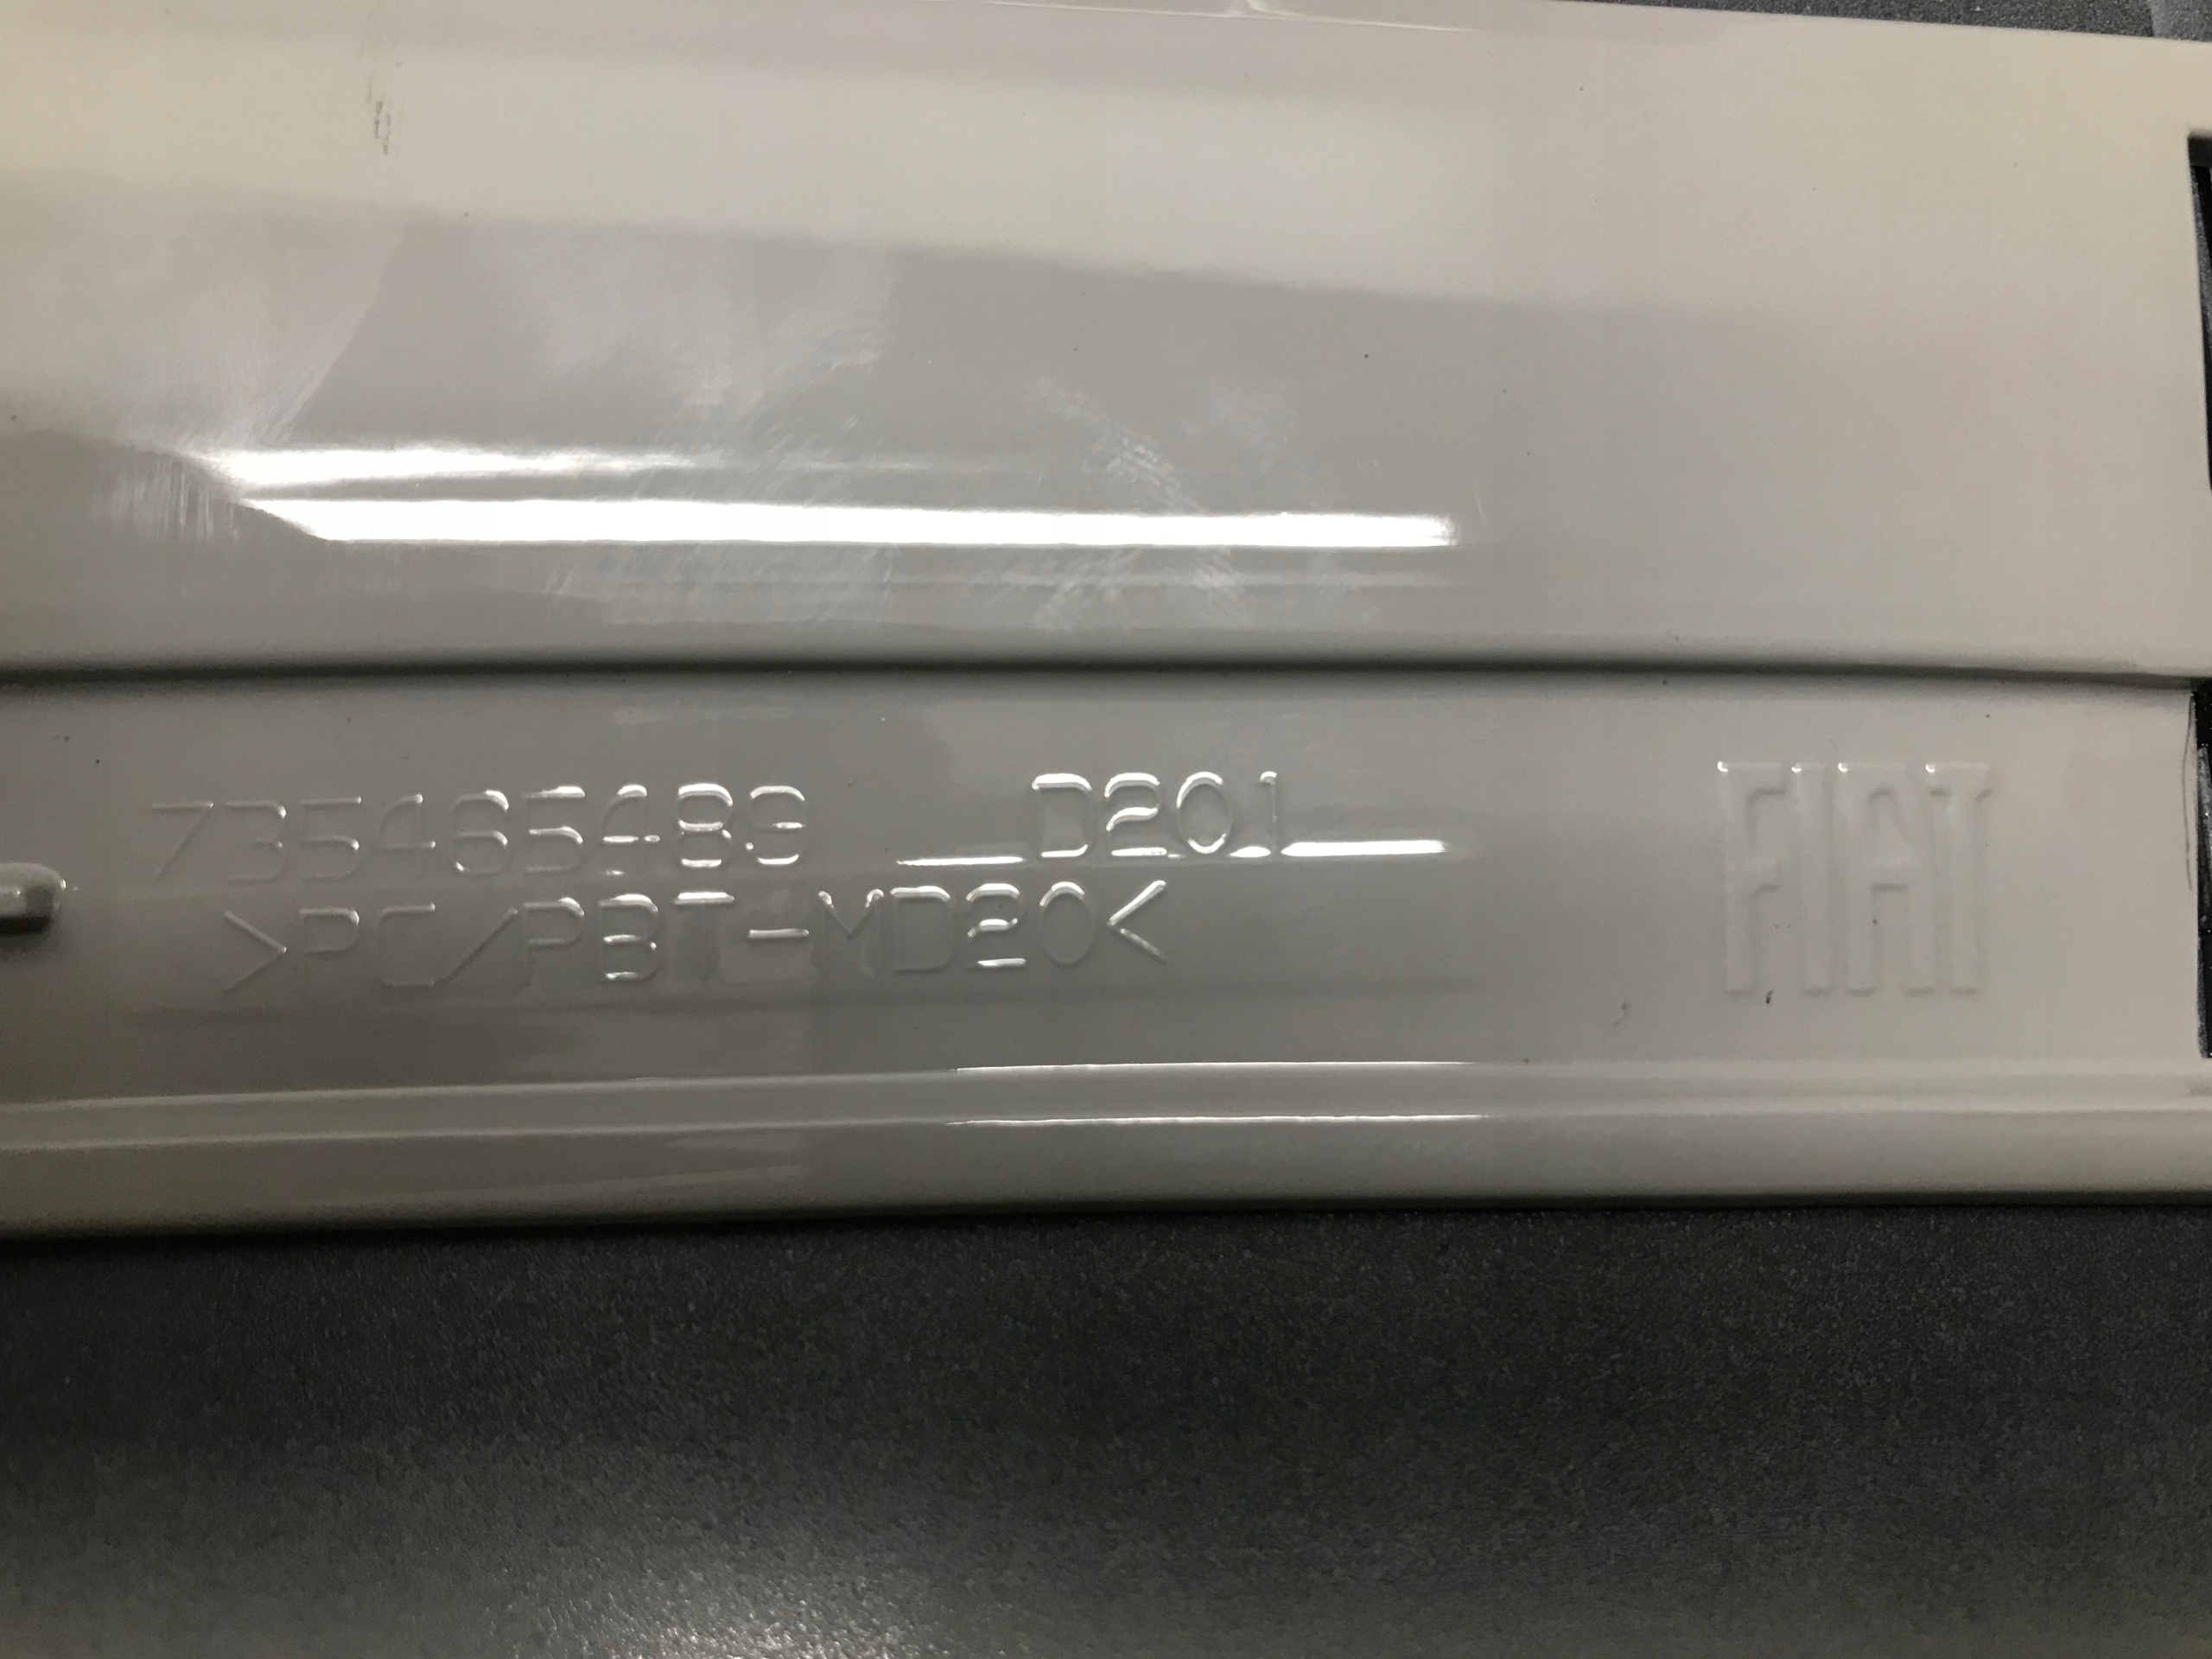 735465489 D201
>PC/PBT-MD20<
FIAT